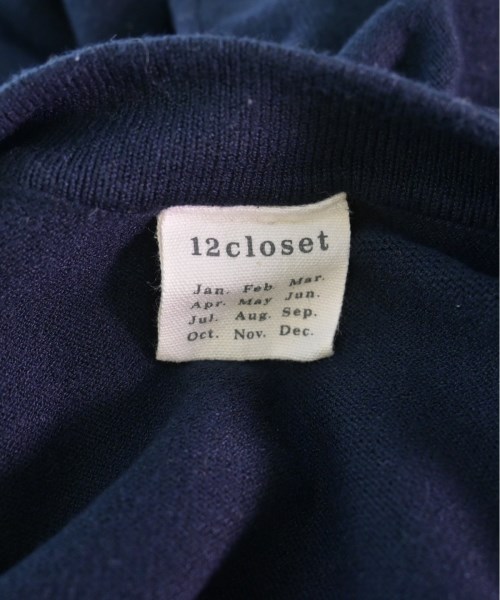 12closet
Jan. Feb Mar.
Apr. May Jun.
Jul. Aug. Sep.
Oct. Nov. Dec.